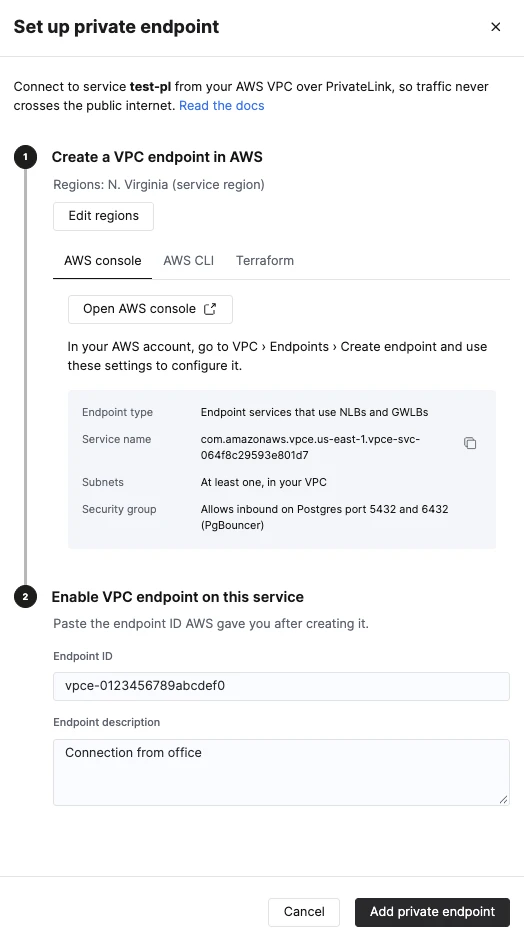 Set up private endpoint
Connect to service test-pl from your AWS VPC over PrivateLink, so traffic never
crosses the public internet. Read the docs
1
Create a VPC endpoint in AWS
Regions: N. Virginia (service region)
Edit regions
AWS console
AWS CLI
Terraform
Open AWS console
In your AWS account, go to VPC › Endpoints › Create endpoint and use
these settings to configure it.
Endpoint type
Endpoint services that use NLBs and GWLBs
Service name
com.amazonaws.vpce.us-east-1.vpce-svc-
064f8c29593e801d7
Subnets
At least one, in your VPC
Security group
Allows inbound on Postgres port 5432 and 6432
(PgBouncer)
2
Enable VPC endpoint on this service
Paste the endpoint ID AWS gave you after creating it.
Endpoint ID
vpce-0123456789abcdef0
Endpoint description
Connection from office
Cancel
Add private endpoint